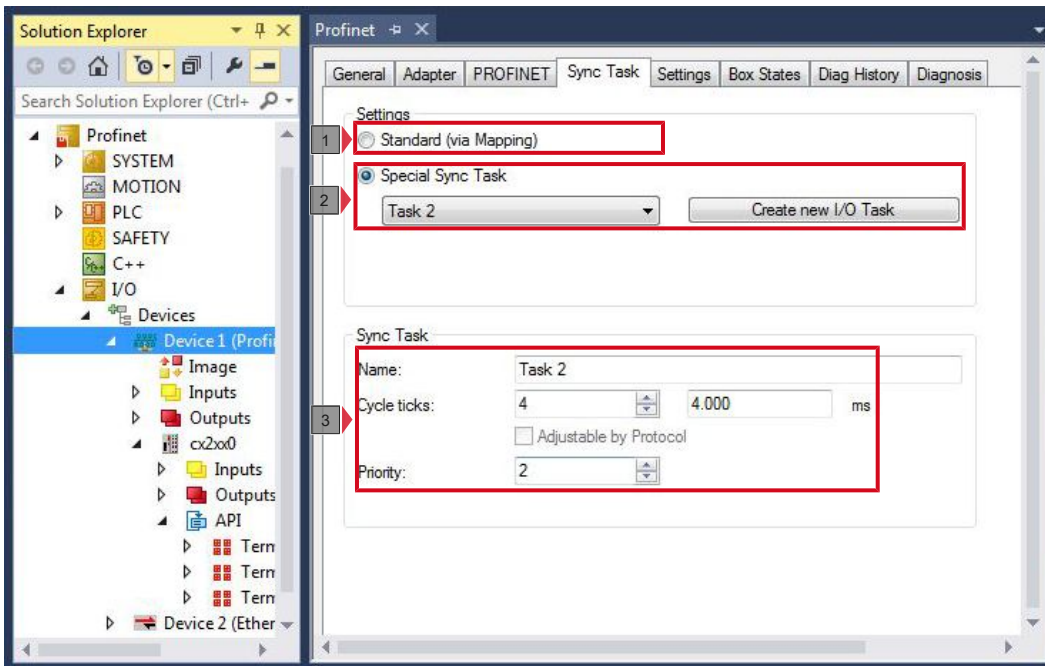 Solution Explorer
Search Solution Explorer (Ctrl+
Profinet
SYSTEM
MOTION
PLC
SAFETY
C++
I/O
Devices
Device 1 (Profi
Image
Inputs
Outputs
cx2xx0
Inputs
Outputs
API
Term
Term
Term
Device 2 (Ether
Profinet
General Adapter PROFINET Sync Task Settings Box States Diag History Diagnosis
Settings
1
Standard (via Mapping)
2
Special Sync Task
Task 2 Create new I/O Task
Sync Task
3
Name: Task 2
Cycle ticks: 4 4.000 ms
Adjustable by Protocol
Priority: 2